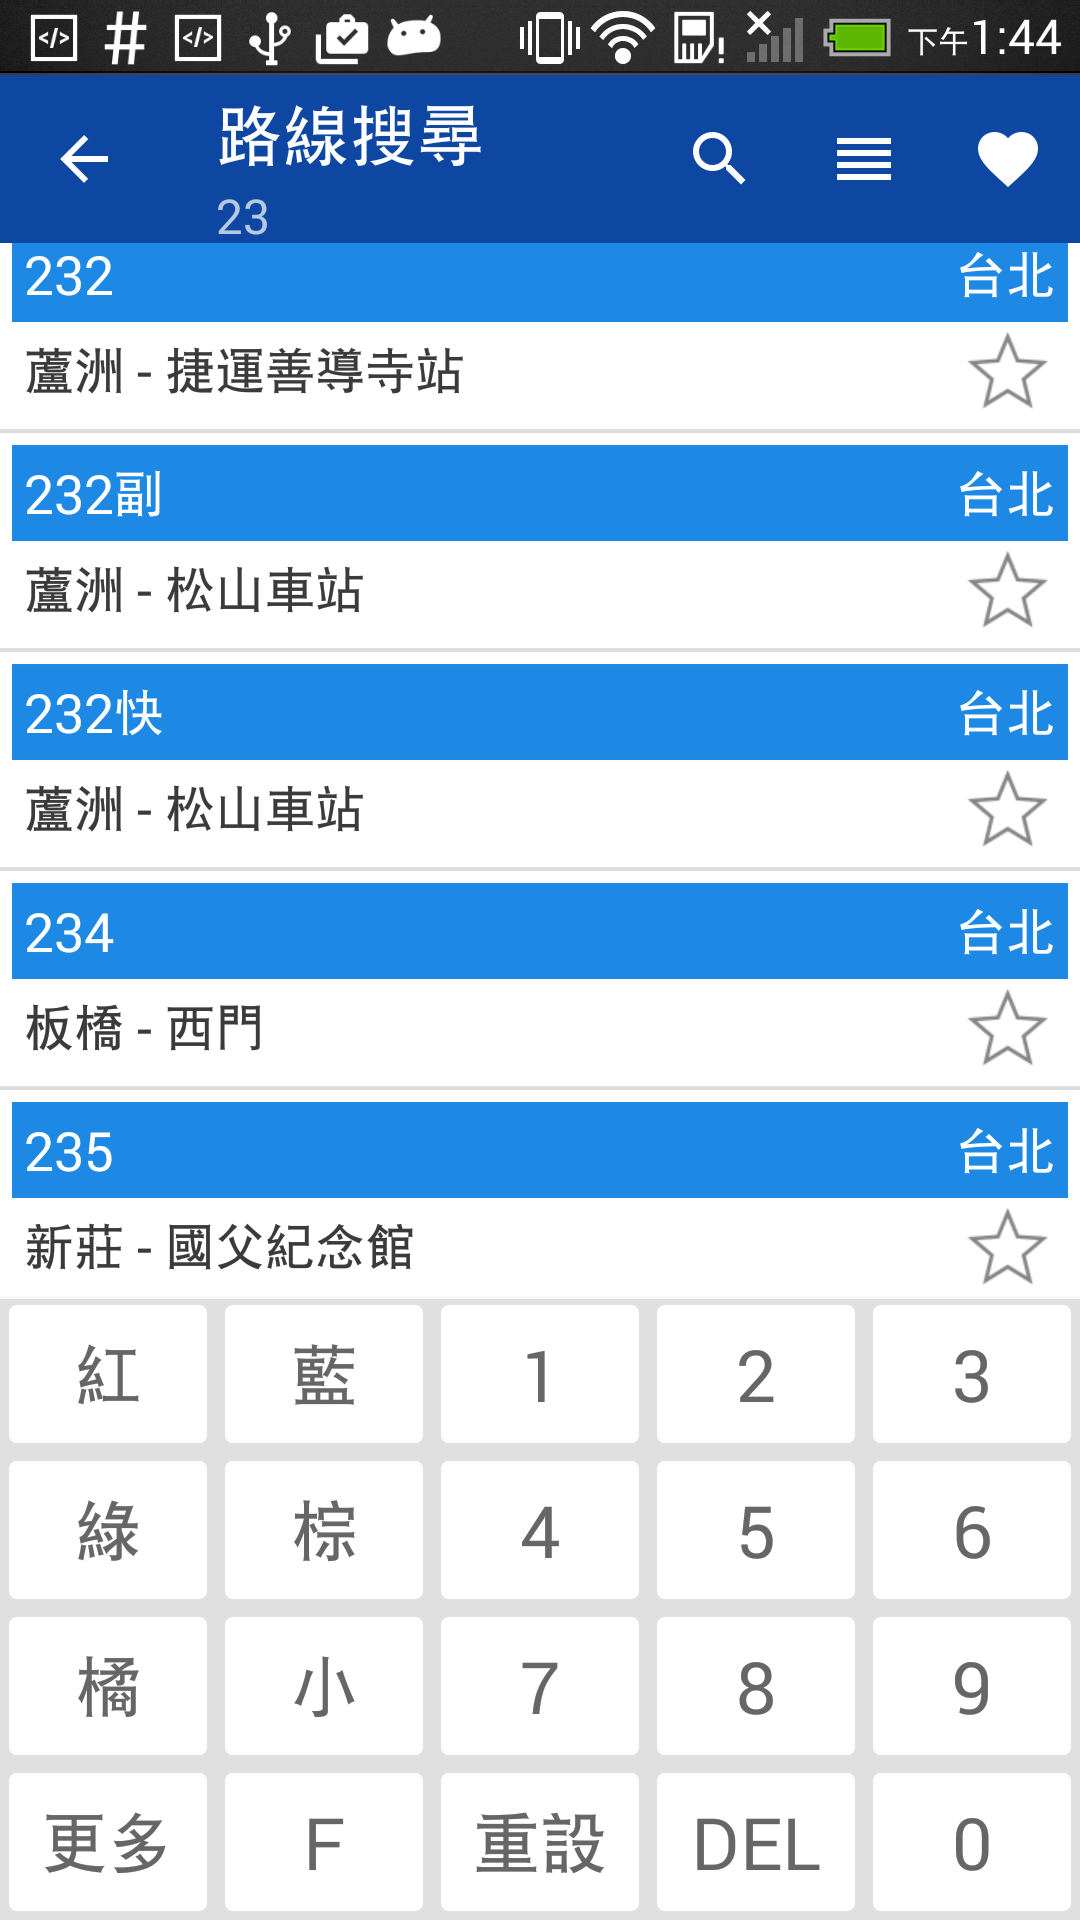 下午1:44
路線搜尋
23
232 台北
蘆洲 - 捷運善導寺站
232副 台北
蘆洲 - 松山車站
232快 台北
蘆洲 - 松山車站
234 台北
板橋 - 西門
235 台北
新莊 - 國父紀念館
紅 藍 1 2 3
綠 棕 4 5 6
橘 小 7 8 9
更多 F 重設 DEL 0